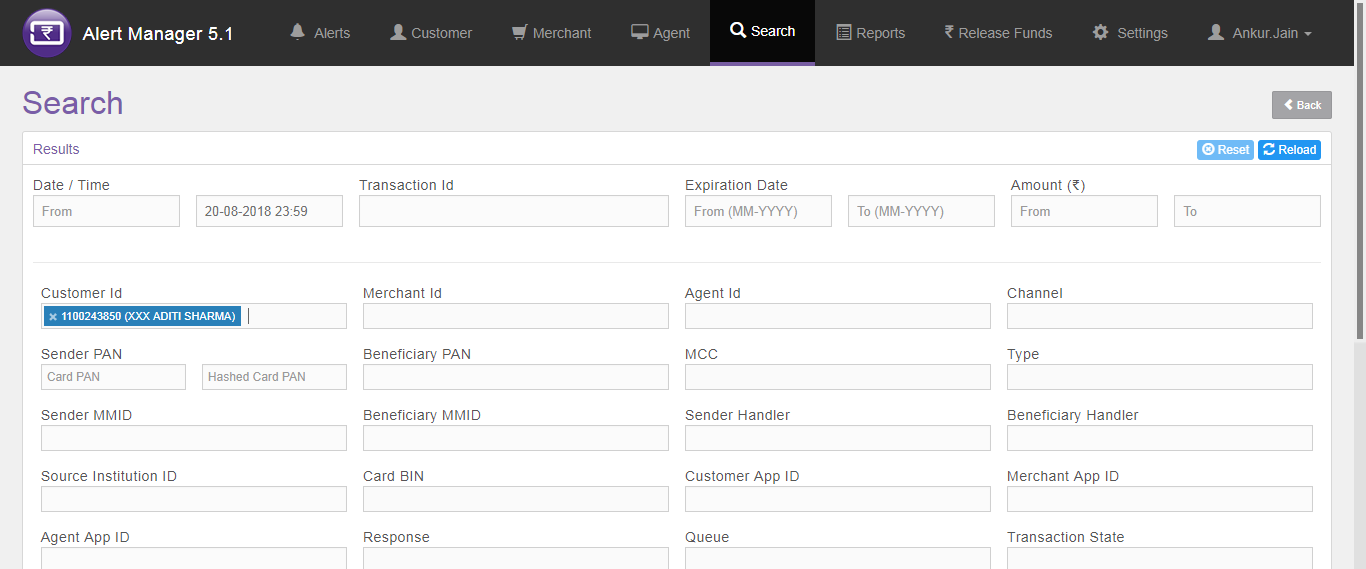 ₹ Alert Manager 5.1 Alerts Customer Merchant Agent Search Reports ₹ Release Funds Settings Ankur.Jain
Search Back
Results Reset Reload
Date / Time Transaction Id Expiration Date Amount (₹)
From 20-08-2018 23:59 From (MM-YYYY) To (MM-YYYY) From To
Customer Id Merchant Id Agent Id Channel
× 1100243850 (XXX ADITI SHARMA)
Sender PAN Beneficiary PAN MCC Type
Card PAN Hashed Card PAN
Sender MMID Beneficiary MMID Sender Handler Beneficiary Handler
Source Institution ID Card BIN Customer App ID Merchant App ID
Agent App ID Response Queue Transaction State